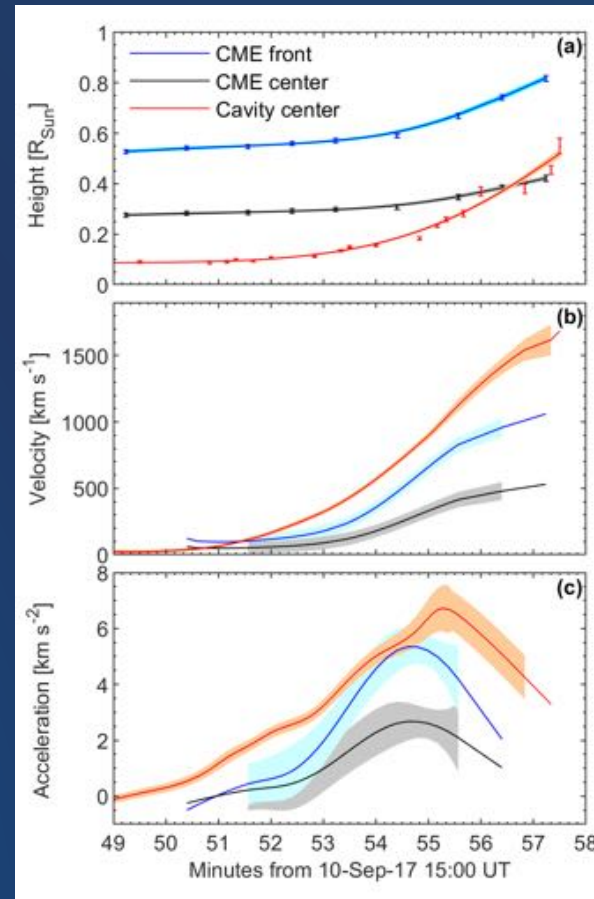 (a)
CME front
CME center
Cavity center
Height [R_Sun]
1
0.8
0.6
0.4
0.2
0
(b)
Velocity [km s⁻¹]
1500
1000
500
0
(c)
Acceleration [km s⁻²]
8
6
4
2
0
49 50 51 52 53 54 55 56 57 58
Minutes from 10-Sep-17 15:00 UT